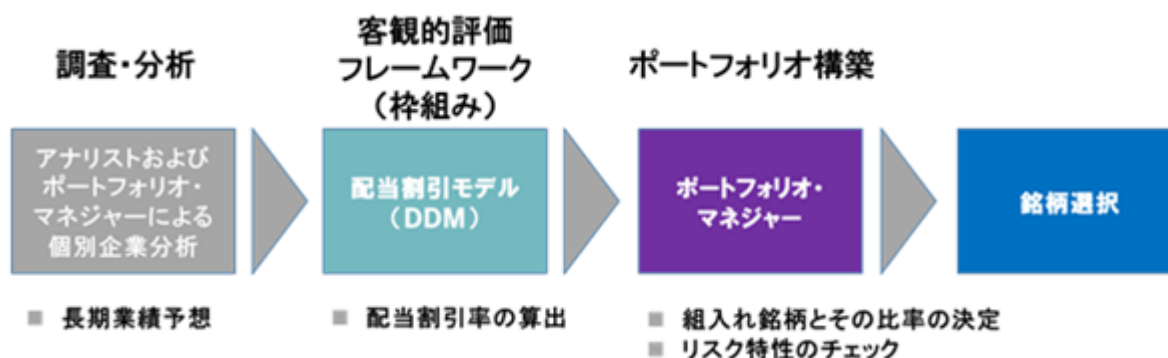 調査・分析
客観的評価
フレームワーク
（枠組み）
ポートフォリオ構築
アナリストおよび
ポートフォリオ・
マネジャーによる
個別企業分析
配当割引モデル
（DDM）
ポートフォリオ・
マネジャー
銘柄選択
■ 長期業績予想
■ 配当割引率の算出
■ 組入れ銘柄とその比率の決定
■ リスク特性のチェック